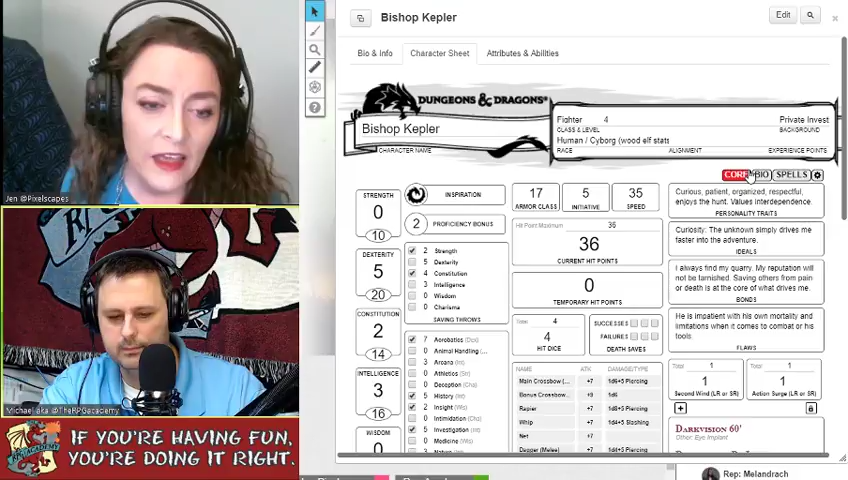 Bishop Kepler
Edit
Bio & Info
Character Sheet
Attributes & Abilities
DUNGEONS & DRAGONS®
Bishop Kepler
CHARACTER NAME
Fighter 4
Private Invest
CLASS & LEVEL
BACKGROUND
Human / Cyborg (wood elf stats
RACE
ALIGNMENT
EXPERIENCE POINTS
CORE
BIO
SPELLS
STRENGTH
0
10
DEXTERITY
5
20
CONSTITUTION
2
14
INTELLIGENCE
3
16
WISDOM
0
INSPIRATION
2
PROFICIENCY BONUS
2 Strength
5 Dexterity
4 Constitution
3 Intelligence
0 Wisdom
0 Charisma
SAVING THROWS
7 Acrobatics (Dex)
0 Animal Handling (...
3 Arcana (Int)
0 Athletics (Str)
0 Deception (Cha)
5 History (Int)
2 Insight (Wis)
0 Intimidation (Cha)
5 Investigation (Int)
0 Medicine (Wis)
17
ARMOR CLASS
5
INITIATIVE
35
SPEED
Hit Point Maximum
36
36
CURRENT HIT POINTS
0
TEMPORARY HIT POINTS
Total
4
4
HIT DICE
SUCCESSES
FAILURES
DEATH SAVES
NAME
ATK
DAMAGE/TYPE
Main Crossbow (...
+7
1d6+5 Piercing
Bonus Crossbow...
1d6
Rapier
+7
1d8+5 Piercing
Whip
+7
1d4+5 Slashing
Net
+7
Dagger (Melee)
+7
Curious, patient, organized, respectful,
enjoys the hunt. Values interdependence.
PERSONALITY TRAITS
Curiosity: The unknown simply drives me
faster into the adventure.
IDEALS
I always find my quarry. My reputation will
not be tarnished. Saving others from pain
or death is at the core of what drives me.
BONDS
He is impatient with his own mortality and
limitations when it comes to combat or his
tools.
FLAWS
Total
1
1
Second Wind (LR or SR)
Total
1
1
Action Surge (LR or SR)
DARKVISION 60'
Other: Eye Implant
Jen @Pixelscapes
Michael aka @TheRPGacademy
IF YOU'RE HAVING FUN,
YOU'RE DOING IT RIGHT.
Rep: Melandrach